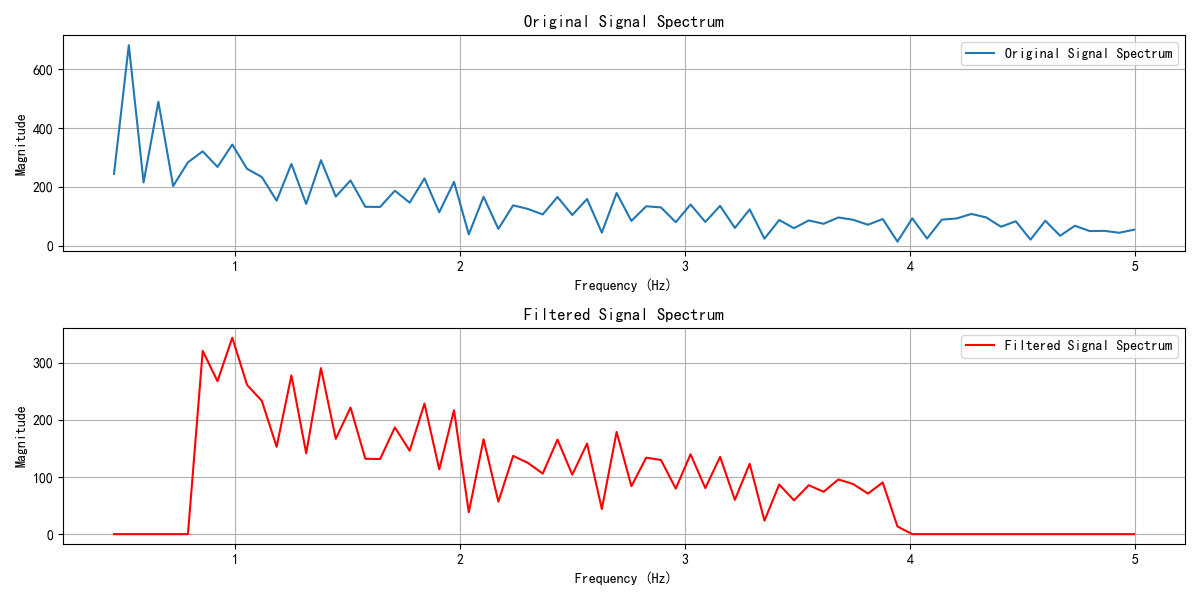 Original Signal Spectrum
Original Signal Spectrum
Magnitude
600
400
200
0
1 2 3 4 5
Frequency (Hz)
Filtered Signal Spectrum
Filtered Signal Spectrum
Magnitude
300
200
100
0
1 2 3 4 5
Frequency (Hz)